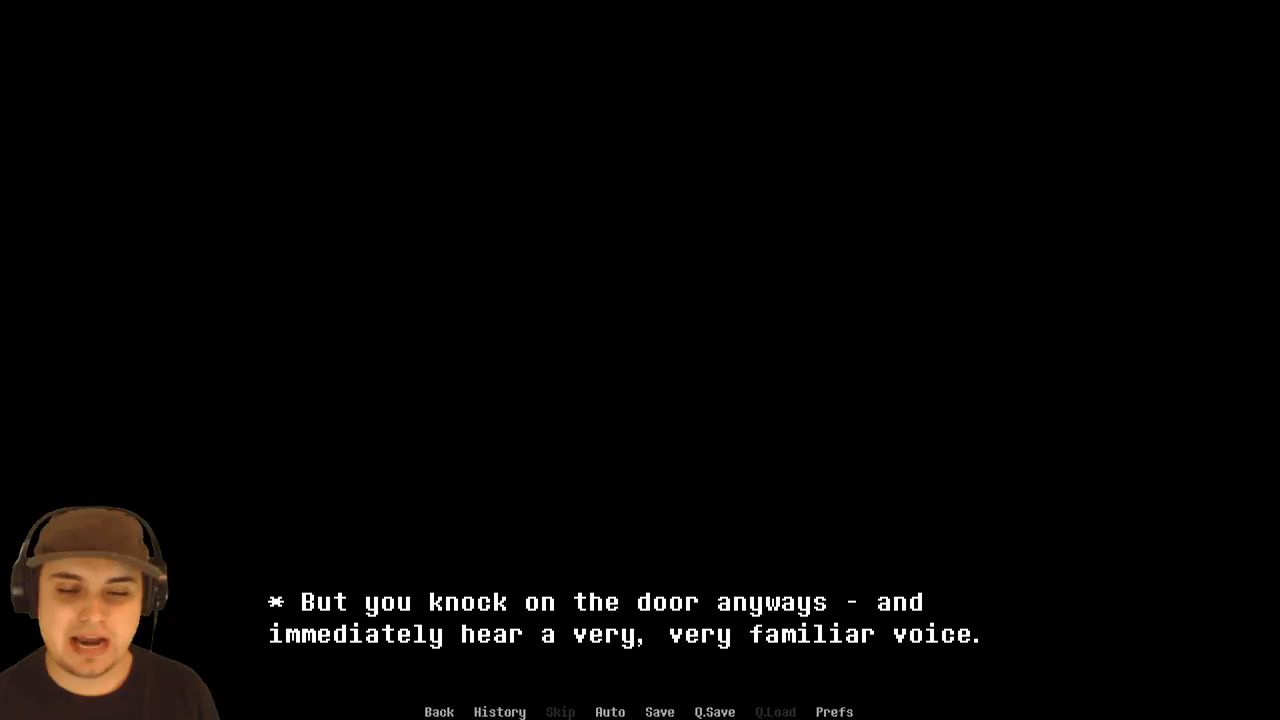 * But you knock on the door anyways - and
immediately hear a very, very familiar voice.
Back History Skip Auto Save Q.Save Q.Load Prefs